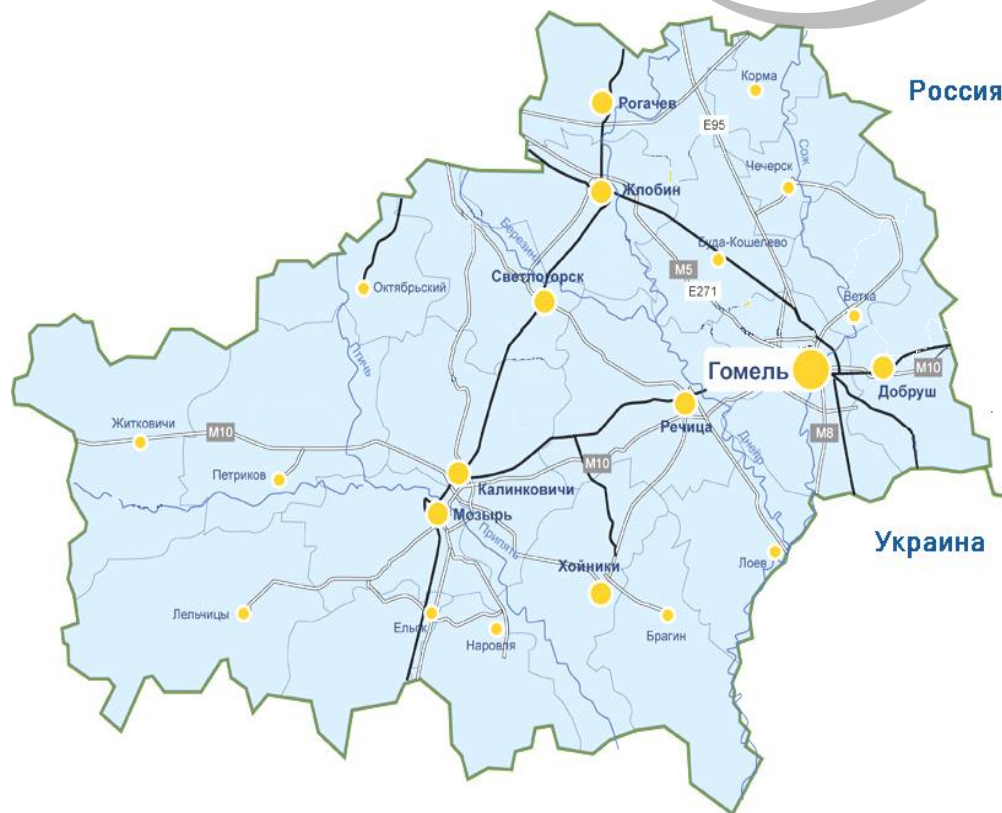 Корма
Россия
Рогачев
E95
Сож
Чечерск
Жлобин
Березина
Буда-Кошелево
Светлогорск
M5
E271
Октябрьский
Ветка
Птичь
Гомель
M10
Добруш
Житковичи
M10
Речица
Днепр
M8
Петриков
M10
Калинковичи
Мозырь
Припять
Украина
Хойники
Лоев
Лельчицы
Ельск
Наровля
Брагин